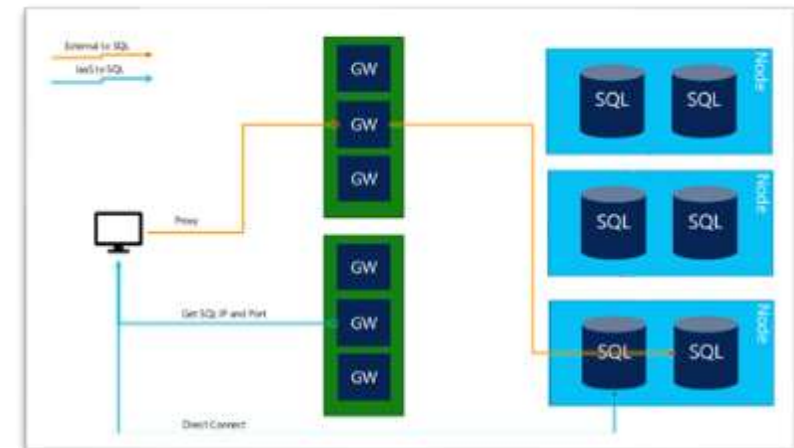 External to SQL
IaaS to SQL
GW
GW
GW
Proxy
GW
Get SQL IP and Port
GW
GW
Direct Connect
SQL SQL Node
SQL SQL Node
SQL SQL Node